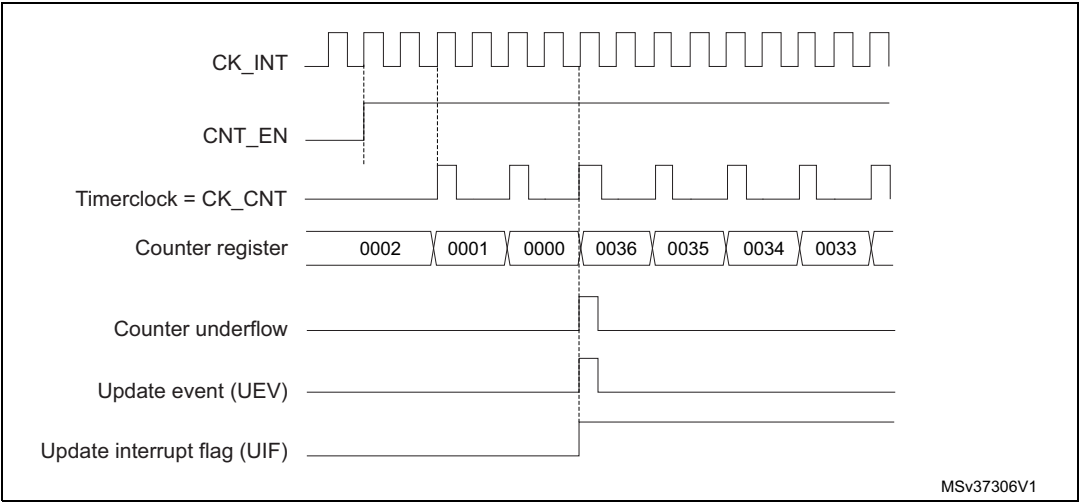 CK_INT
CNT_EN
Timerclock = CK_CNT
Counter register 0002 0001 0000 0036 0035 0034 0033
Counter underflow
Update event (UEV)
Update interrupt flag (UIF)
MSv37306V1